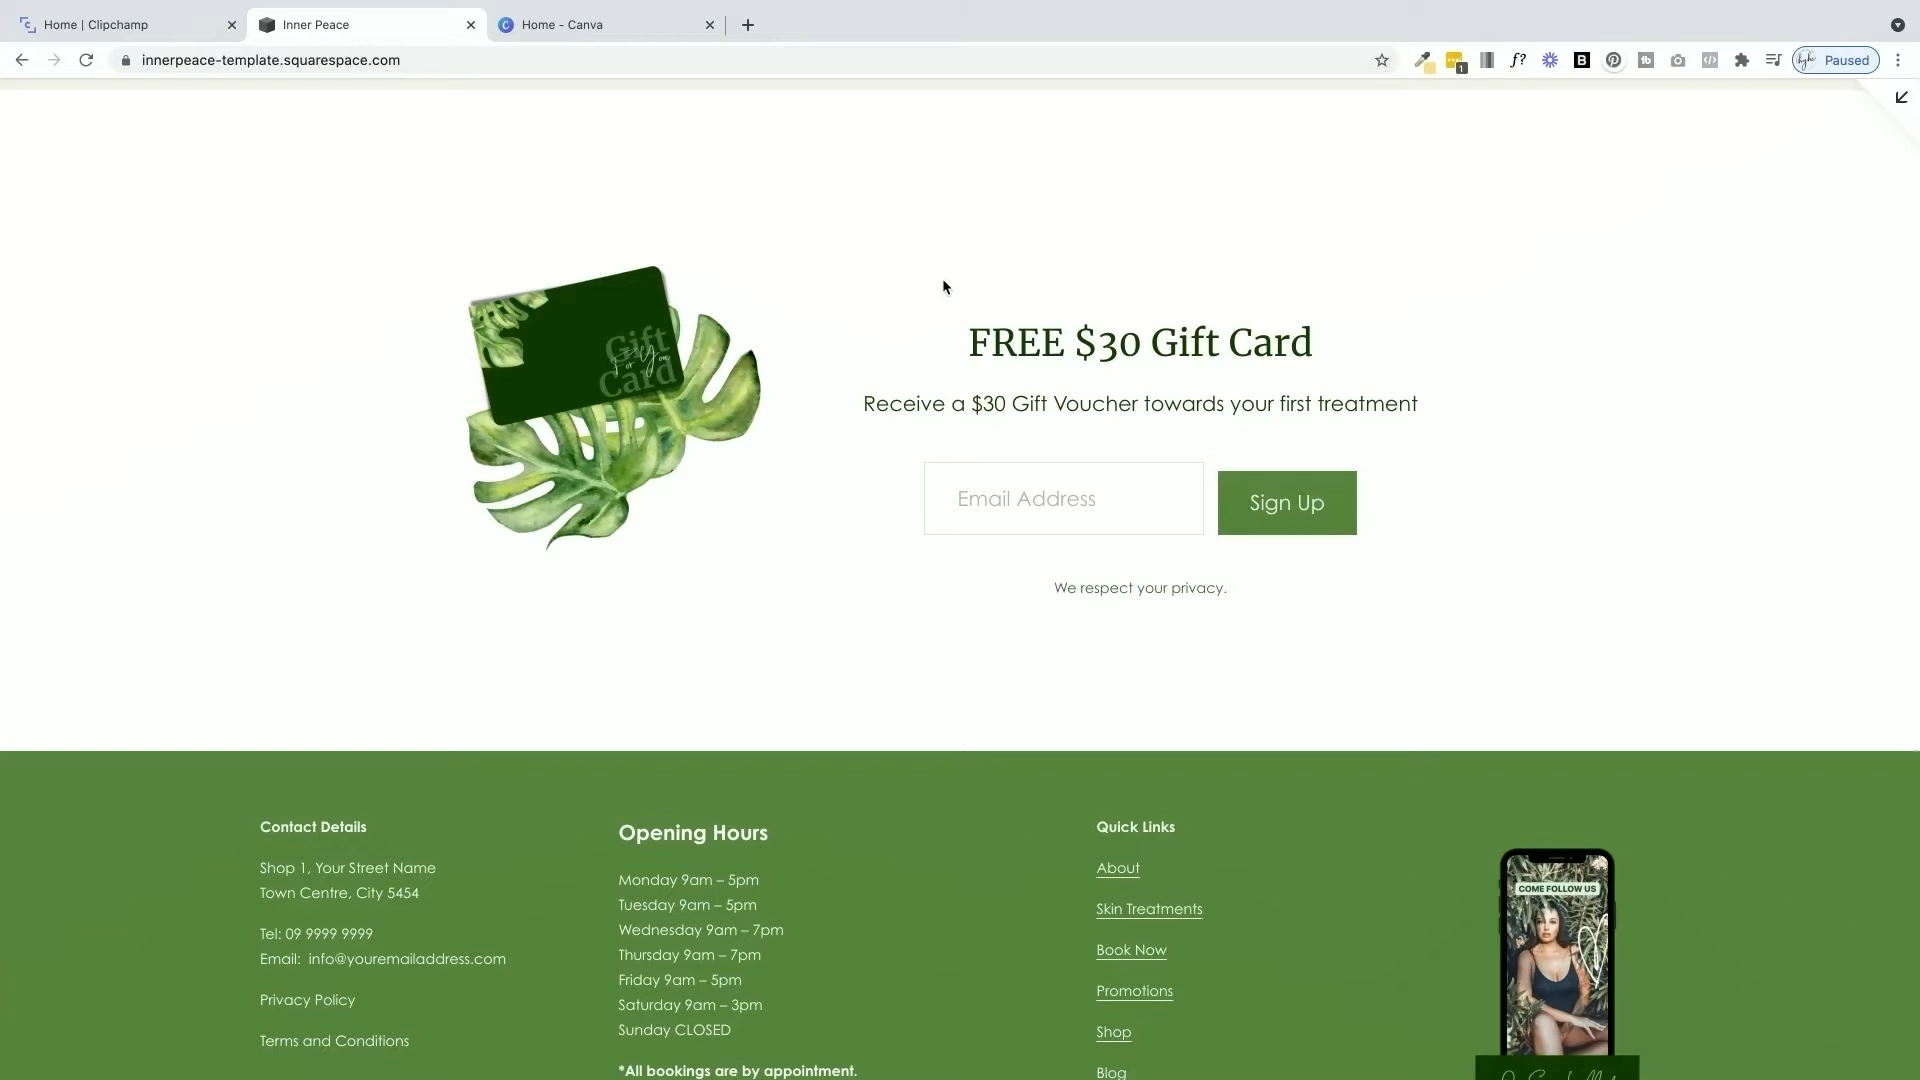 Home | Clipchamp
Inner Peace
Home - Canva
innerpeace-template.squarespace.com
1
f?
B
Paused
Gift
For You
Card
FREE $30 Gift Card
Receive a $30 Gift Voucher towards your first treatment
Email Address
Sign Up
We respect your privacy.
Contact Details
Shop 1, Your Street Name
Town Centre, City 5454
Tel: 09 9999 9999
Email: info@youremailaddress.com
Privacy Policy
Terms and Conditions
Opening Hours
Monday 9am – 5pm
Tuesday 9am – 5pm
Wednesday 9am – 7pm
Thursday 9am – 7pm
Friday 9am – 5pm
Saturday 9am – 3pm
Sunday CLOSED
*All bookings are by appointment.
Quick Links
About
Skin Treatments
Book Now
Promotions
Shop
Blog
COME FOLLOW US